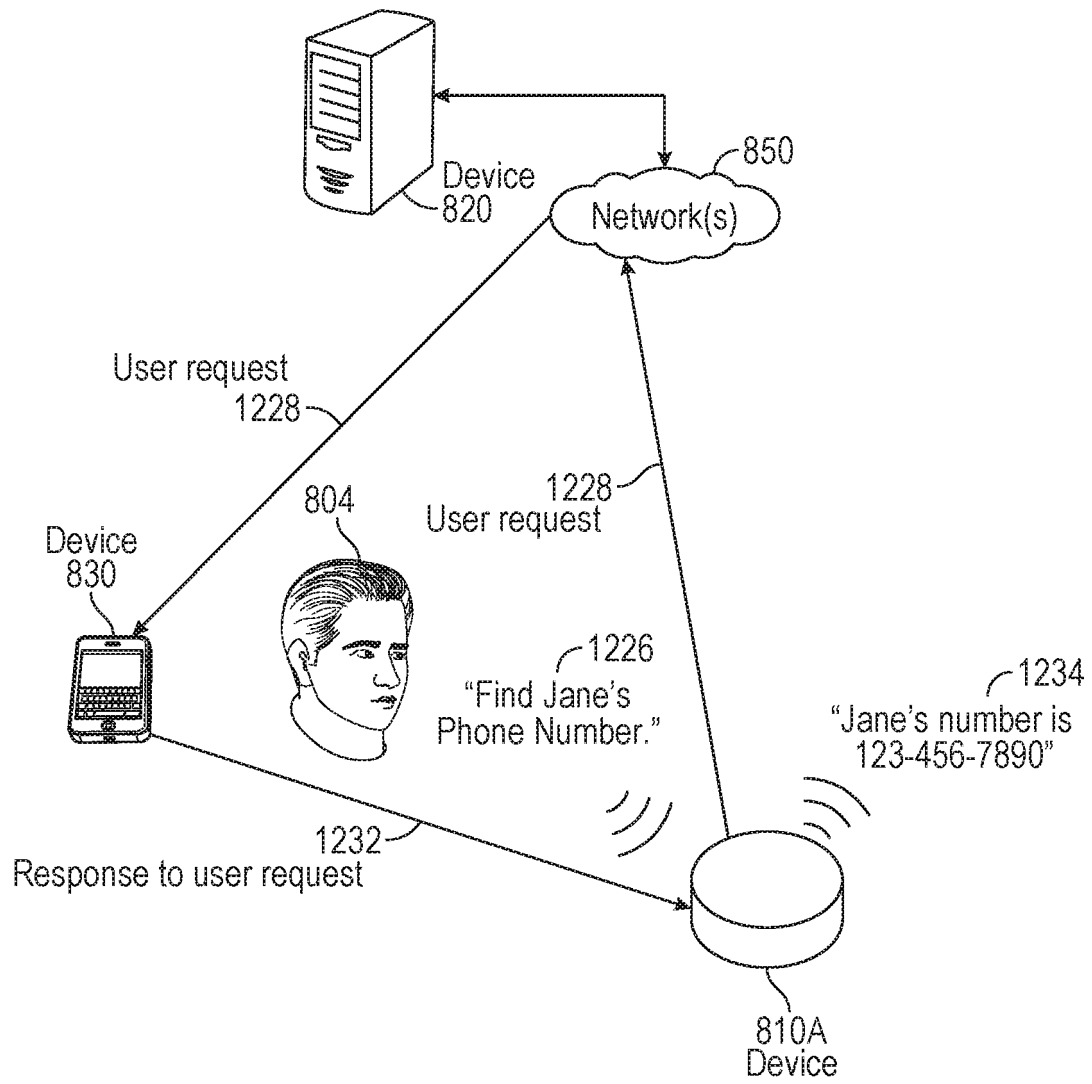 850
Device
820
Network(s)
User request
1228
804
1228
User request
Device
830
1226
“Find Jane's
Phone Number.”
1234
“Jane's number is
123-456-7890”
1232
Response to user request
810A
Device